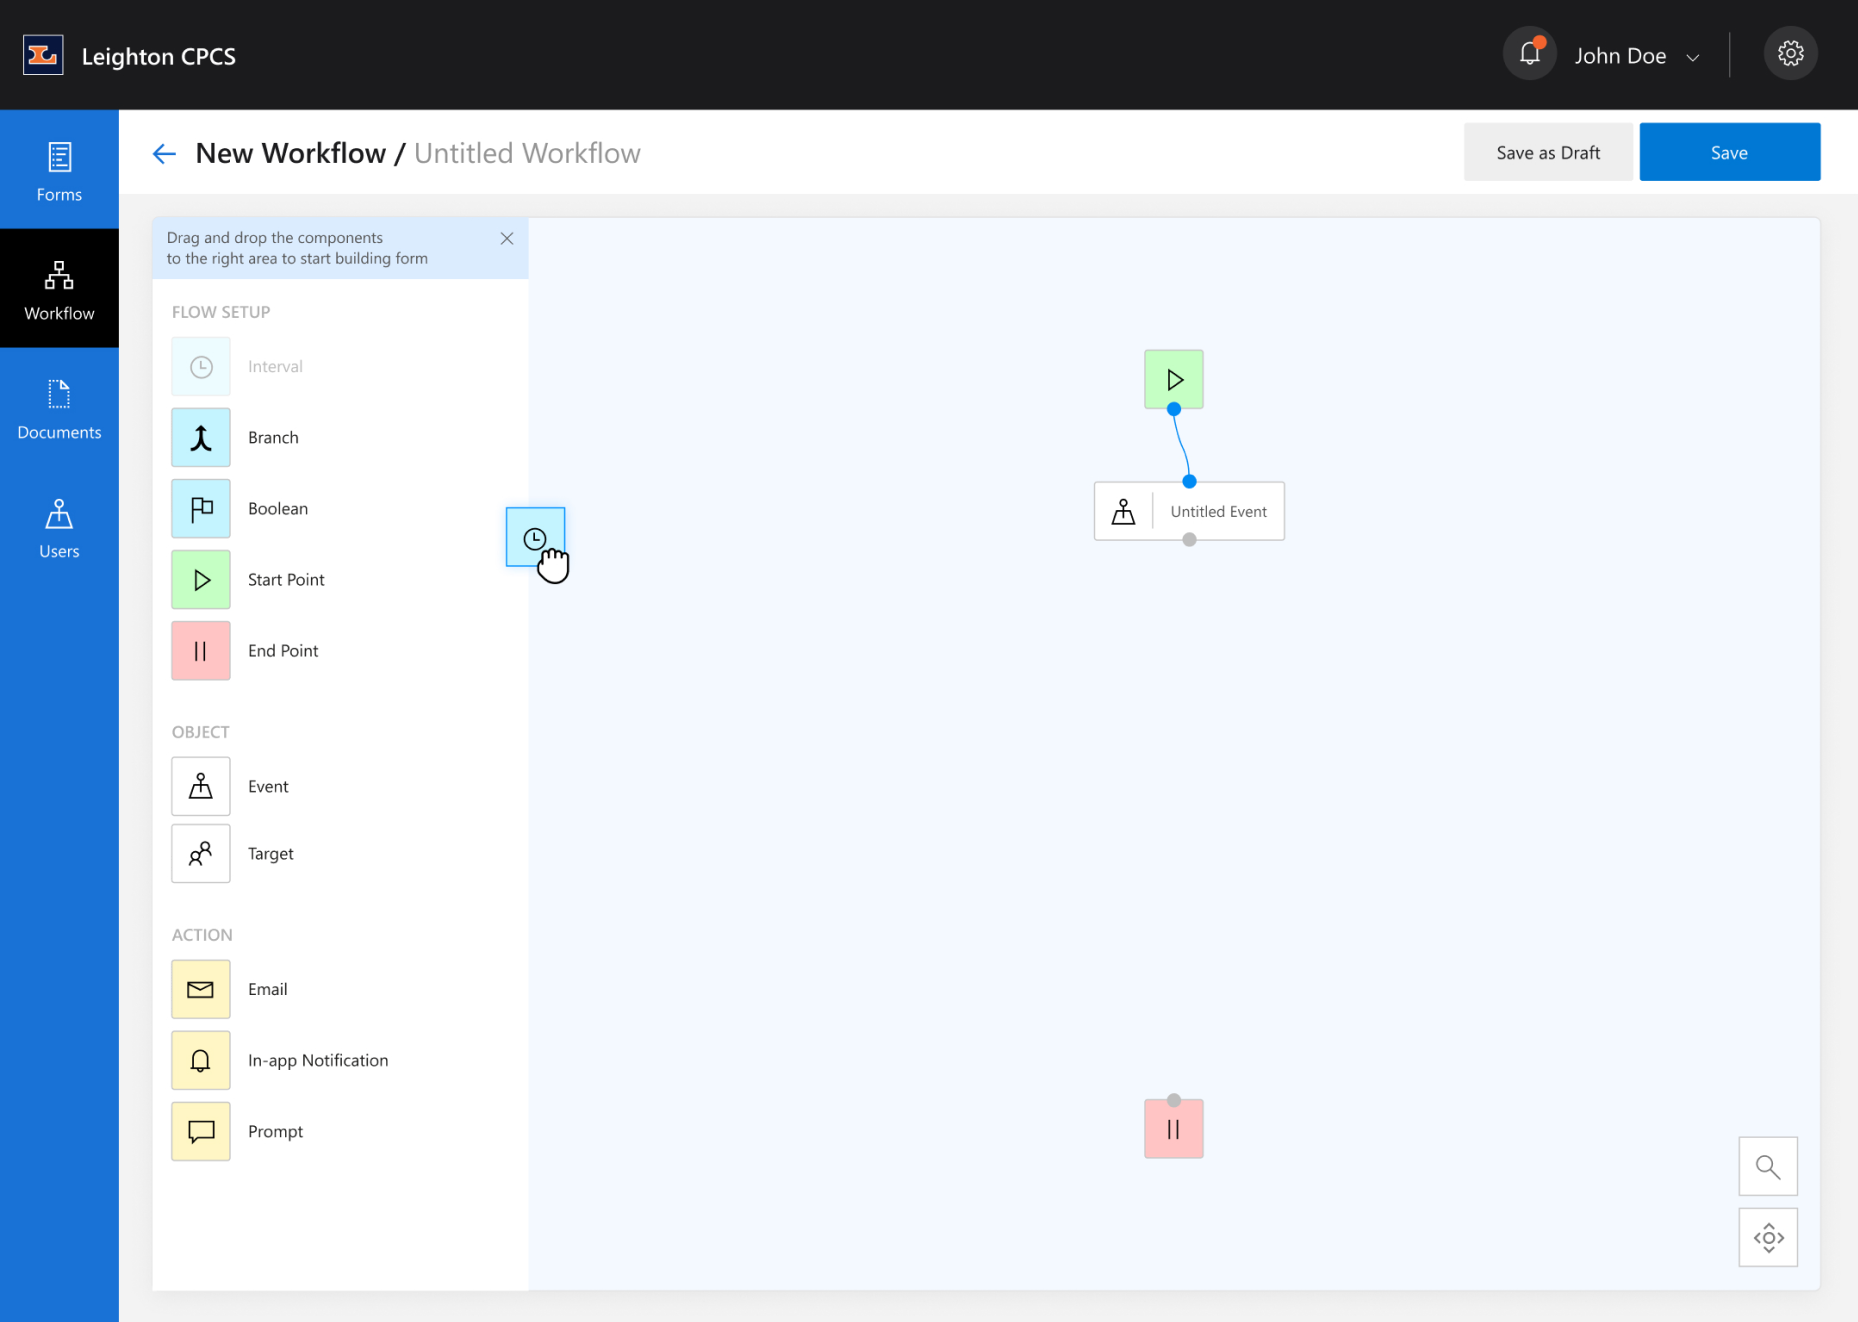 Leighton CPCS
John Doe
Forms
Workflow
Documents
Users
New Workflow / Untitled Workflow
Save as Draft
Save
Drag and drop the components
to the right area to start building form
FLOW SETUP
Interval
Branch
Boolean
Start Point
End Point
OBJECT
Event
Target
ACTION
Email
In-app Notification
Prompt
Untitled Event